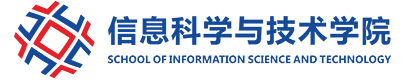 信息科学与技术学院
SCHOOL OF INFORMATION SCIENCE AND TECHNOLOGY